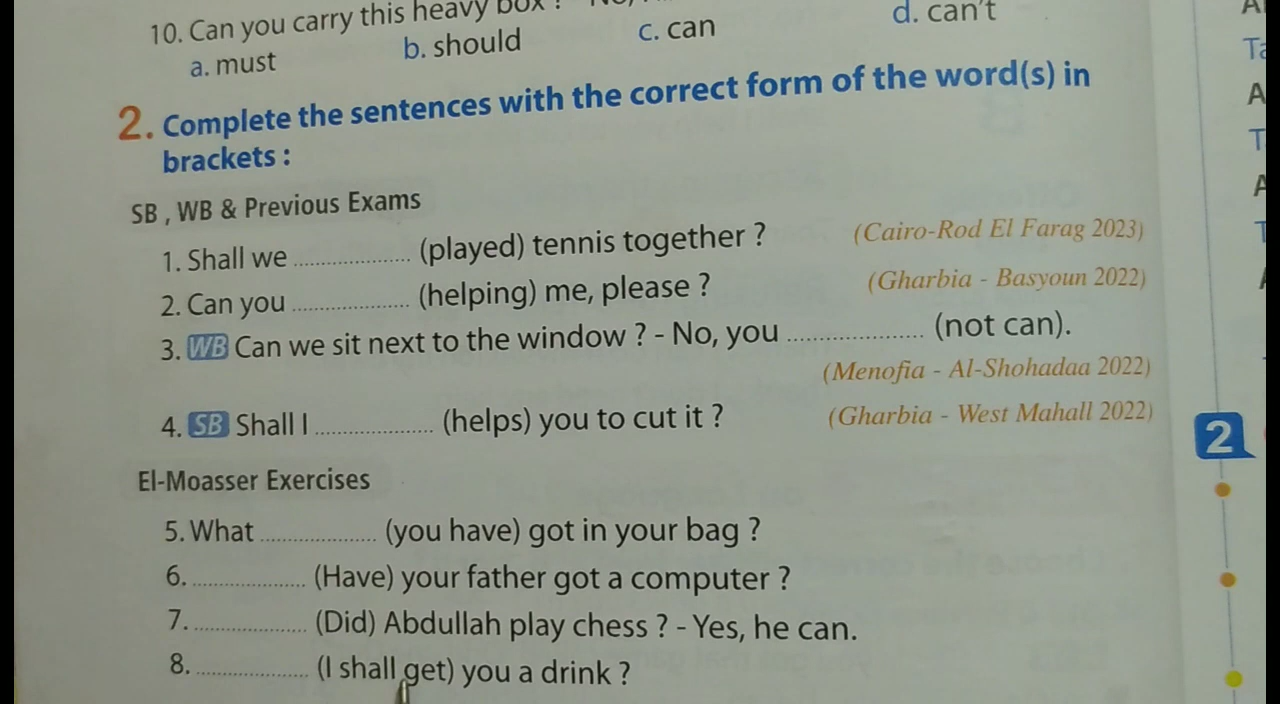 10. Can you carry this heavy box ?
a. must b. should c. can d. can't
2. Complete the sentences with the correct form of the word(s) in
brackets :
SB , WB & Previous Exams
1. Shall we .................... (played) tennis together ? (Cairo-Rod El Farag 2023)
2. Can you .................... (helping) me, please ? (Gharbia - Basyoun 2022)
3. WB Can we sit next to the window ? - No, you ....................... (not can).
(Menofia - Al-Shohadaa 2022)
4. SB Shall I .................... (helps) you to cut it ? (Gharbia - West Mahall 2022)
El-Moasser Exercises
5. What .................... (you have) got in your bag ?
6. .................... (Have) your father got a computer ?
7. .................... (Did) Abdullah play chess ? - Yes, he can.
8. .................... (I shall get) you a drink ?
2